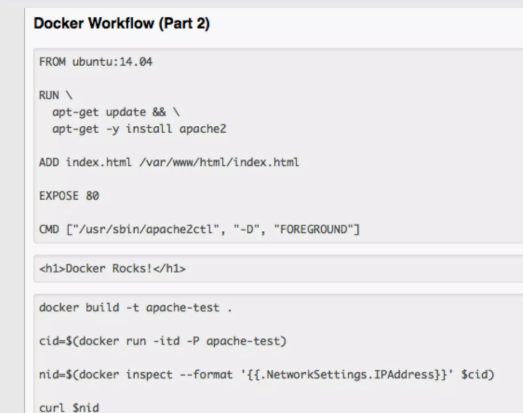 Docker Workflow (Part 2)
FROM ubuntu:14.04
RUN \
apt-get update && \
apt-get -y install apache2
ADD index.html /var/www/html/index.html
EXPOSE 80
CMD ["/usr/sbin/apache2ctl", "-D", "FOREGROUND"]
<h1>Docker Rocks!</h1>
docker build -t apache-test .
cid=$(docker run -itd -P apache-test)
nid=$(docker inspect --format '{{.NetworkSettings.IPAddress}}' $cid)
curl $nid